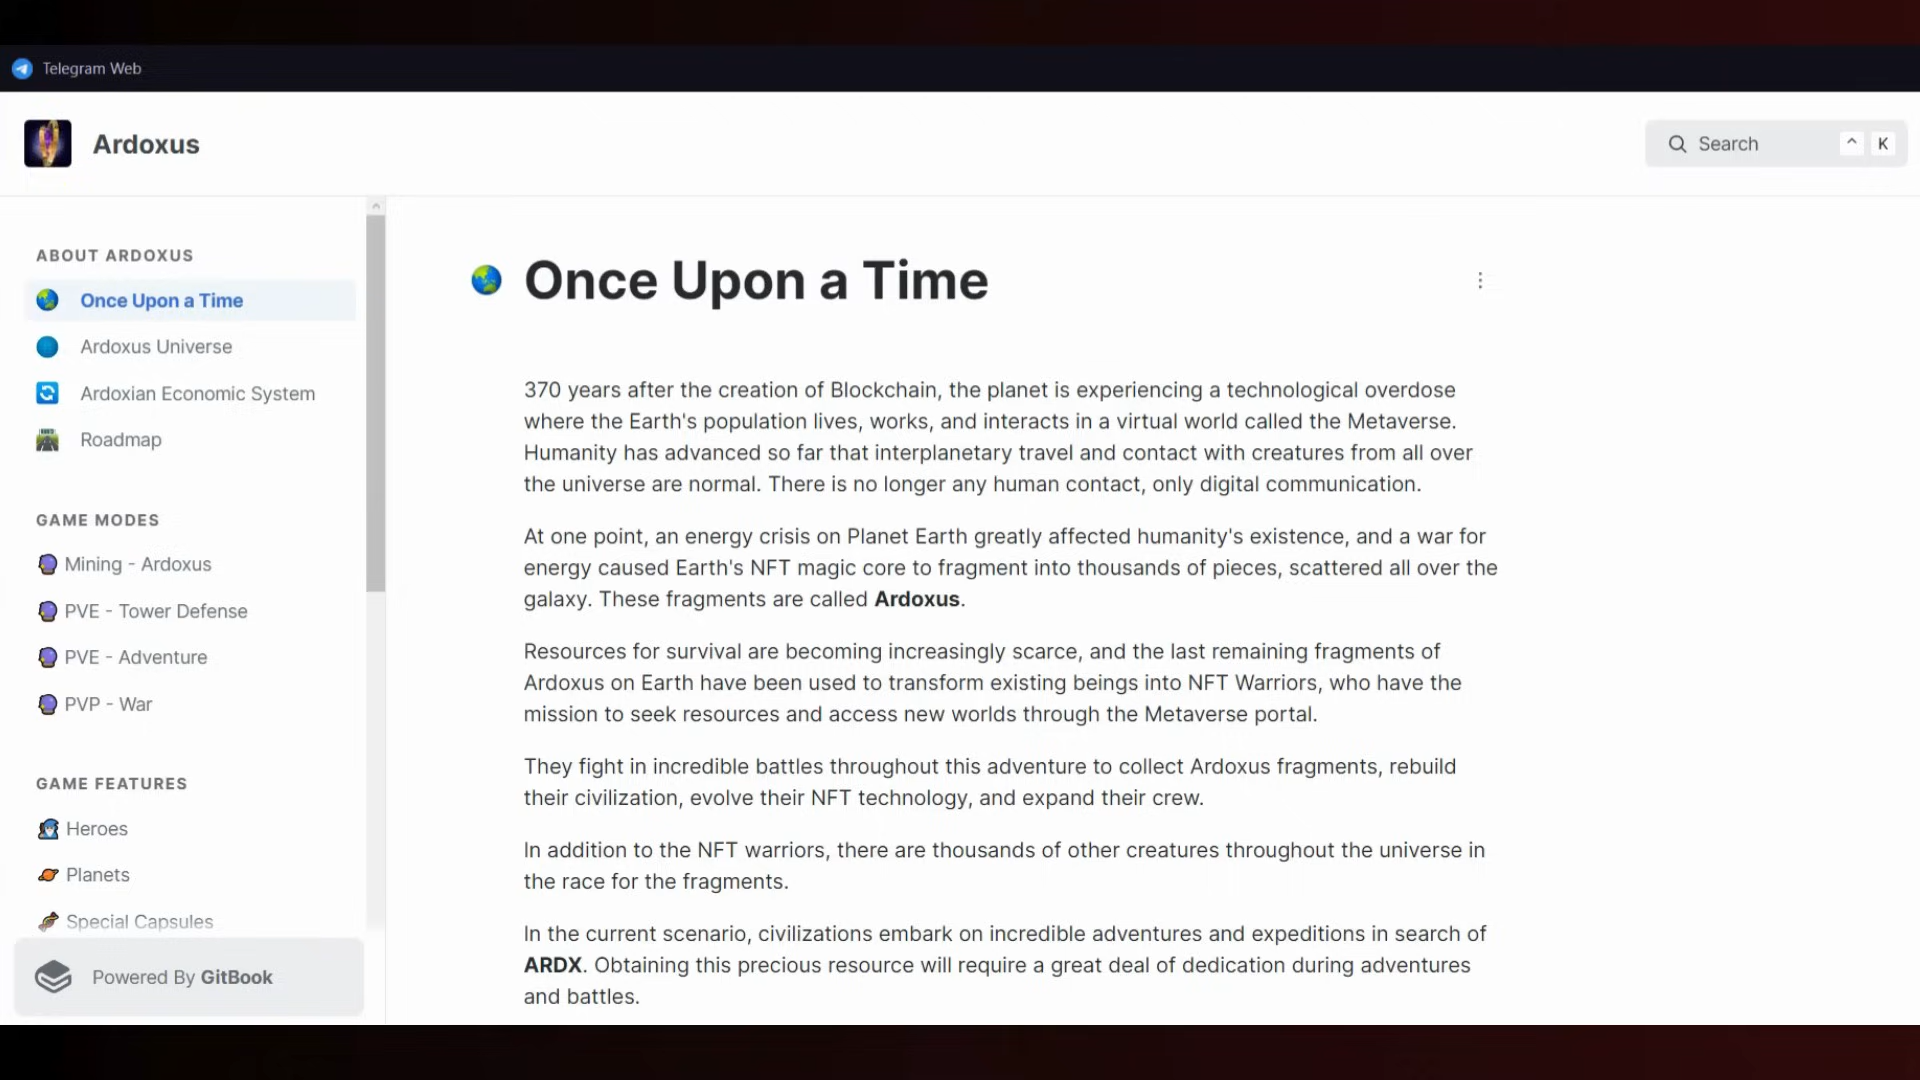 Telegram Web
Ardoxus
Search
^ K
ABOUT ARDOXUS
Once Upon a Time
Ardoxus Universe
Ardoxian Economic System
Roadmap
GAME MODES
Mining - Ardoxus
PVE - Tower Defense
PVE - Adventure
PVP - War
GAME FEATURES
Heroes
Planets
Special Capsules
Powered By GitBook
Once Upon a Time
370 years after the creation of Blockchain, the planet is experiencing a technological overdose
where the Earth's population lives, works, and interacts in a virtual world called the Metaverse.
Humanity has advanced so far that interplanetary travel and contact with creatures from all over
the universe are normal. There is no longer any human contact, only digital communication.
At one point, an energy crisis on Planet Earth greatly affected humanity's existence, and a war for
energy caused Earth's NFT magic core to fragment into thousands of pieces, scattered all over the
galaxy. These fragments are called Ardoxus.
Resources for survival are becoming increasingly scarce, and the last remaining fragments of
Ardoxus on Earth have been used to transform existing beings into NFT Warriors, who have the
mission to seek resources and access new worlds through the Metaverse portal.
They fight in incredible battles throughout this adventure to collect Ardoxus fragments, rebuild
their civilization, evolve their NFT technology, and expand their crew.
In addition to the NFT warriors, there are thousands of other creatures throughout the universe in
the race for the fragments.
In the current scenario, civilizations embark on incredible adventures and expeditions in search of
ARDX. Obtaining this precious resource will require a great deal of dedication during adventures
and battles.